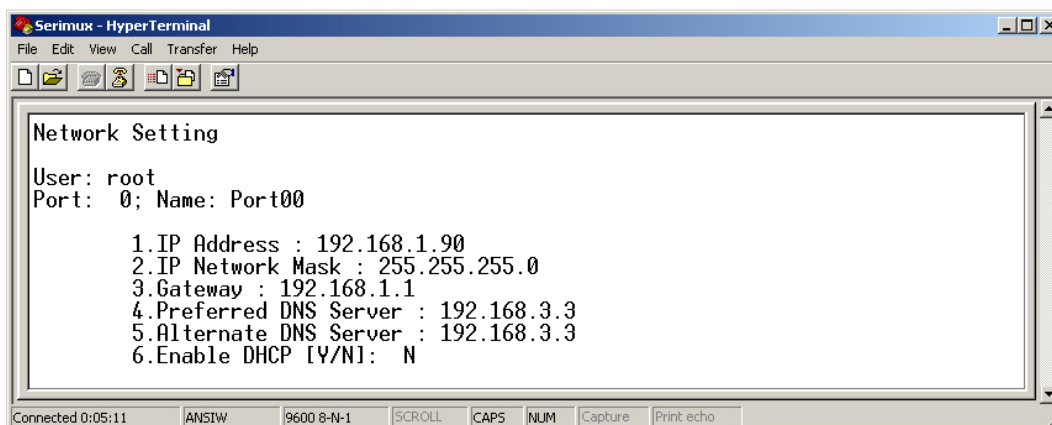 Serimux - HyperTerminal
File Edit View Call Transfer Help
Network Setting
User: root
Port: 0; Name: Port00
1.IP Address : 192.168.1.90
2.IP Network Mask : 255.255.255.0
3.Gateway : 192.168.1.1
4.Preferred DNS Server : 192.168.3.3
5.Alternate DNS Server : 192.168.3.3
6.Enable DHCP [Y/N]: N
Connected 0:05:11 ANSIW 9600 8-N-1 SCROLL CAPS NUM Capture Print echo